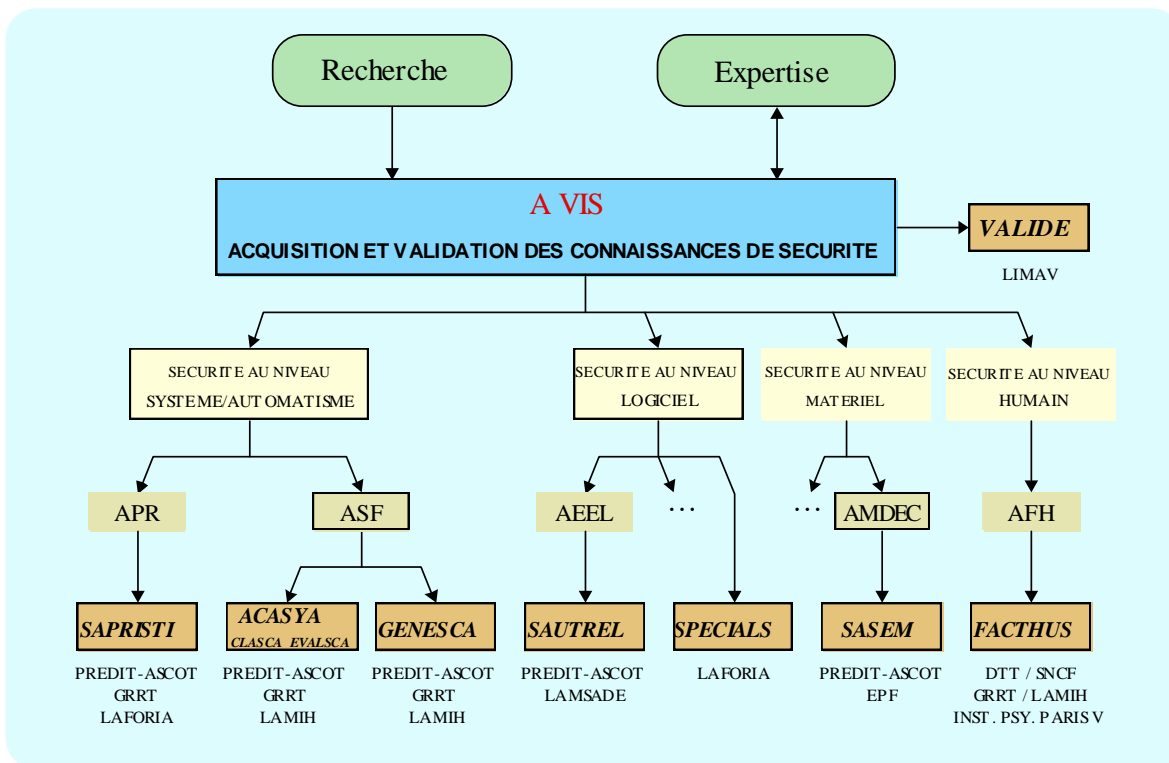 Recherche
Expertise
A VIS
ACQUISITION ET VALIDATION DES CONNAISSANCES DE SECURITE
VALIDE
LIMAV
SECURITE AU NIVEAU
SYSTEME/AUTOMATISME
SECURITE AU NIVEAU
LOGICIEL
SECURITE AU NIVEAU
MATERIEL
SECURITE AU NIVEAU
HUMAIN
APR
ASF
AEEL
...
...
AMDEC
AFH
SAPRISTI
ACASYA
CLASCA EVALSCA
GENESCA
SAUTREL
SPECIALS
SASEM
FACTHUS
PREDIT-ASCOT
GRRT
LAFORIA
PREDIT-ASCOT
GRRT
LAMIH
PREDIT-ASCOT
GRRT
LAMIH
PREDIT-ASCOT
LAMSADE
LAFORIA
PREDIT-ASCOT
EPF
DTT / SNCF
GRRT / LAMIH
INST. PSY. PARIS V